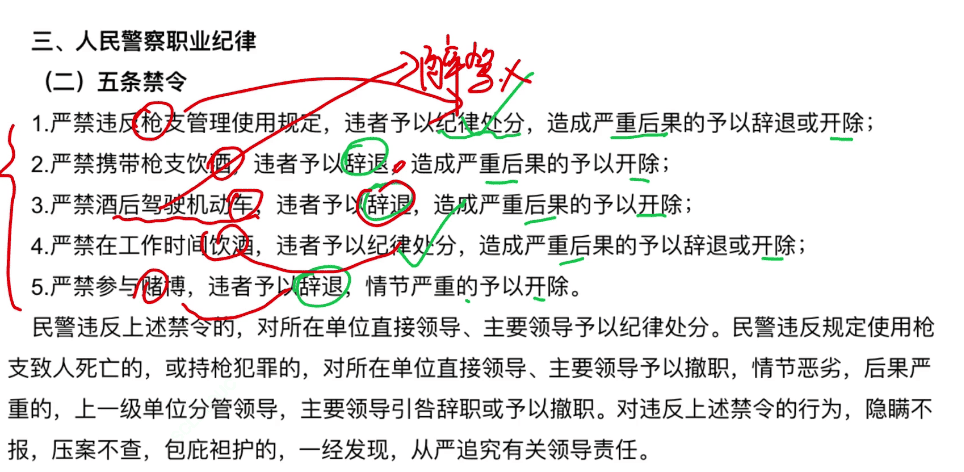 三、人民警察职业纪律
醉驾
（二）五条禁令
1.严禁违反枪支管理使用规定，违者予以纪律处分，造成严重后果的予以辞退或开除；
2.严禁携带枪支饮酒，违者予以辞退，造成严重后果的予以开除；
3.严禁酒后驾驶机动车，违者予以辞退，造成严重后果的予以开除；
4.严禁在工作时间饮酒，违者予以纪律处分，造成严重后果的予以辞退或开除；
5.严禁参与赌博，违者予以辞退，情节严重的予以开除。
民警违反上述禁令的，对所在单位直接领导、主要领导予以纪律处分。民警违反规定使用枪
支致人死亡的，或持枪犯罪的，对所在单位直接领导、主要领导予以撤职，情节恶劣，后果严
重的，上一级单位分管领导，主要领导引咎辞职或予以撤职。对违反上述禁令的行为，隐瞒不
报，压案不查，包庇袒护的，一经发现，从严追究有关领导责任。